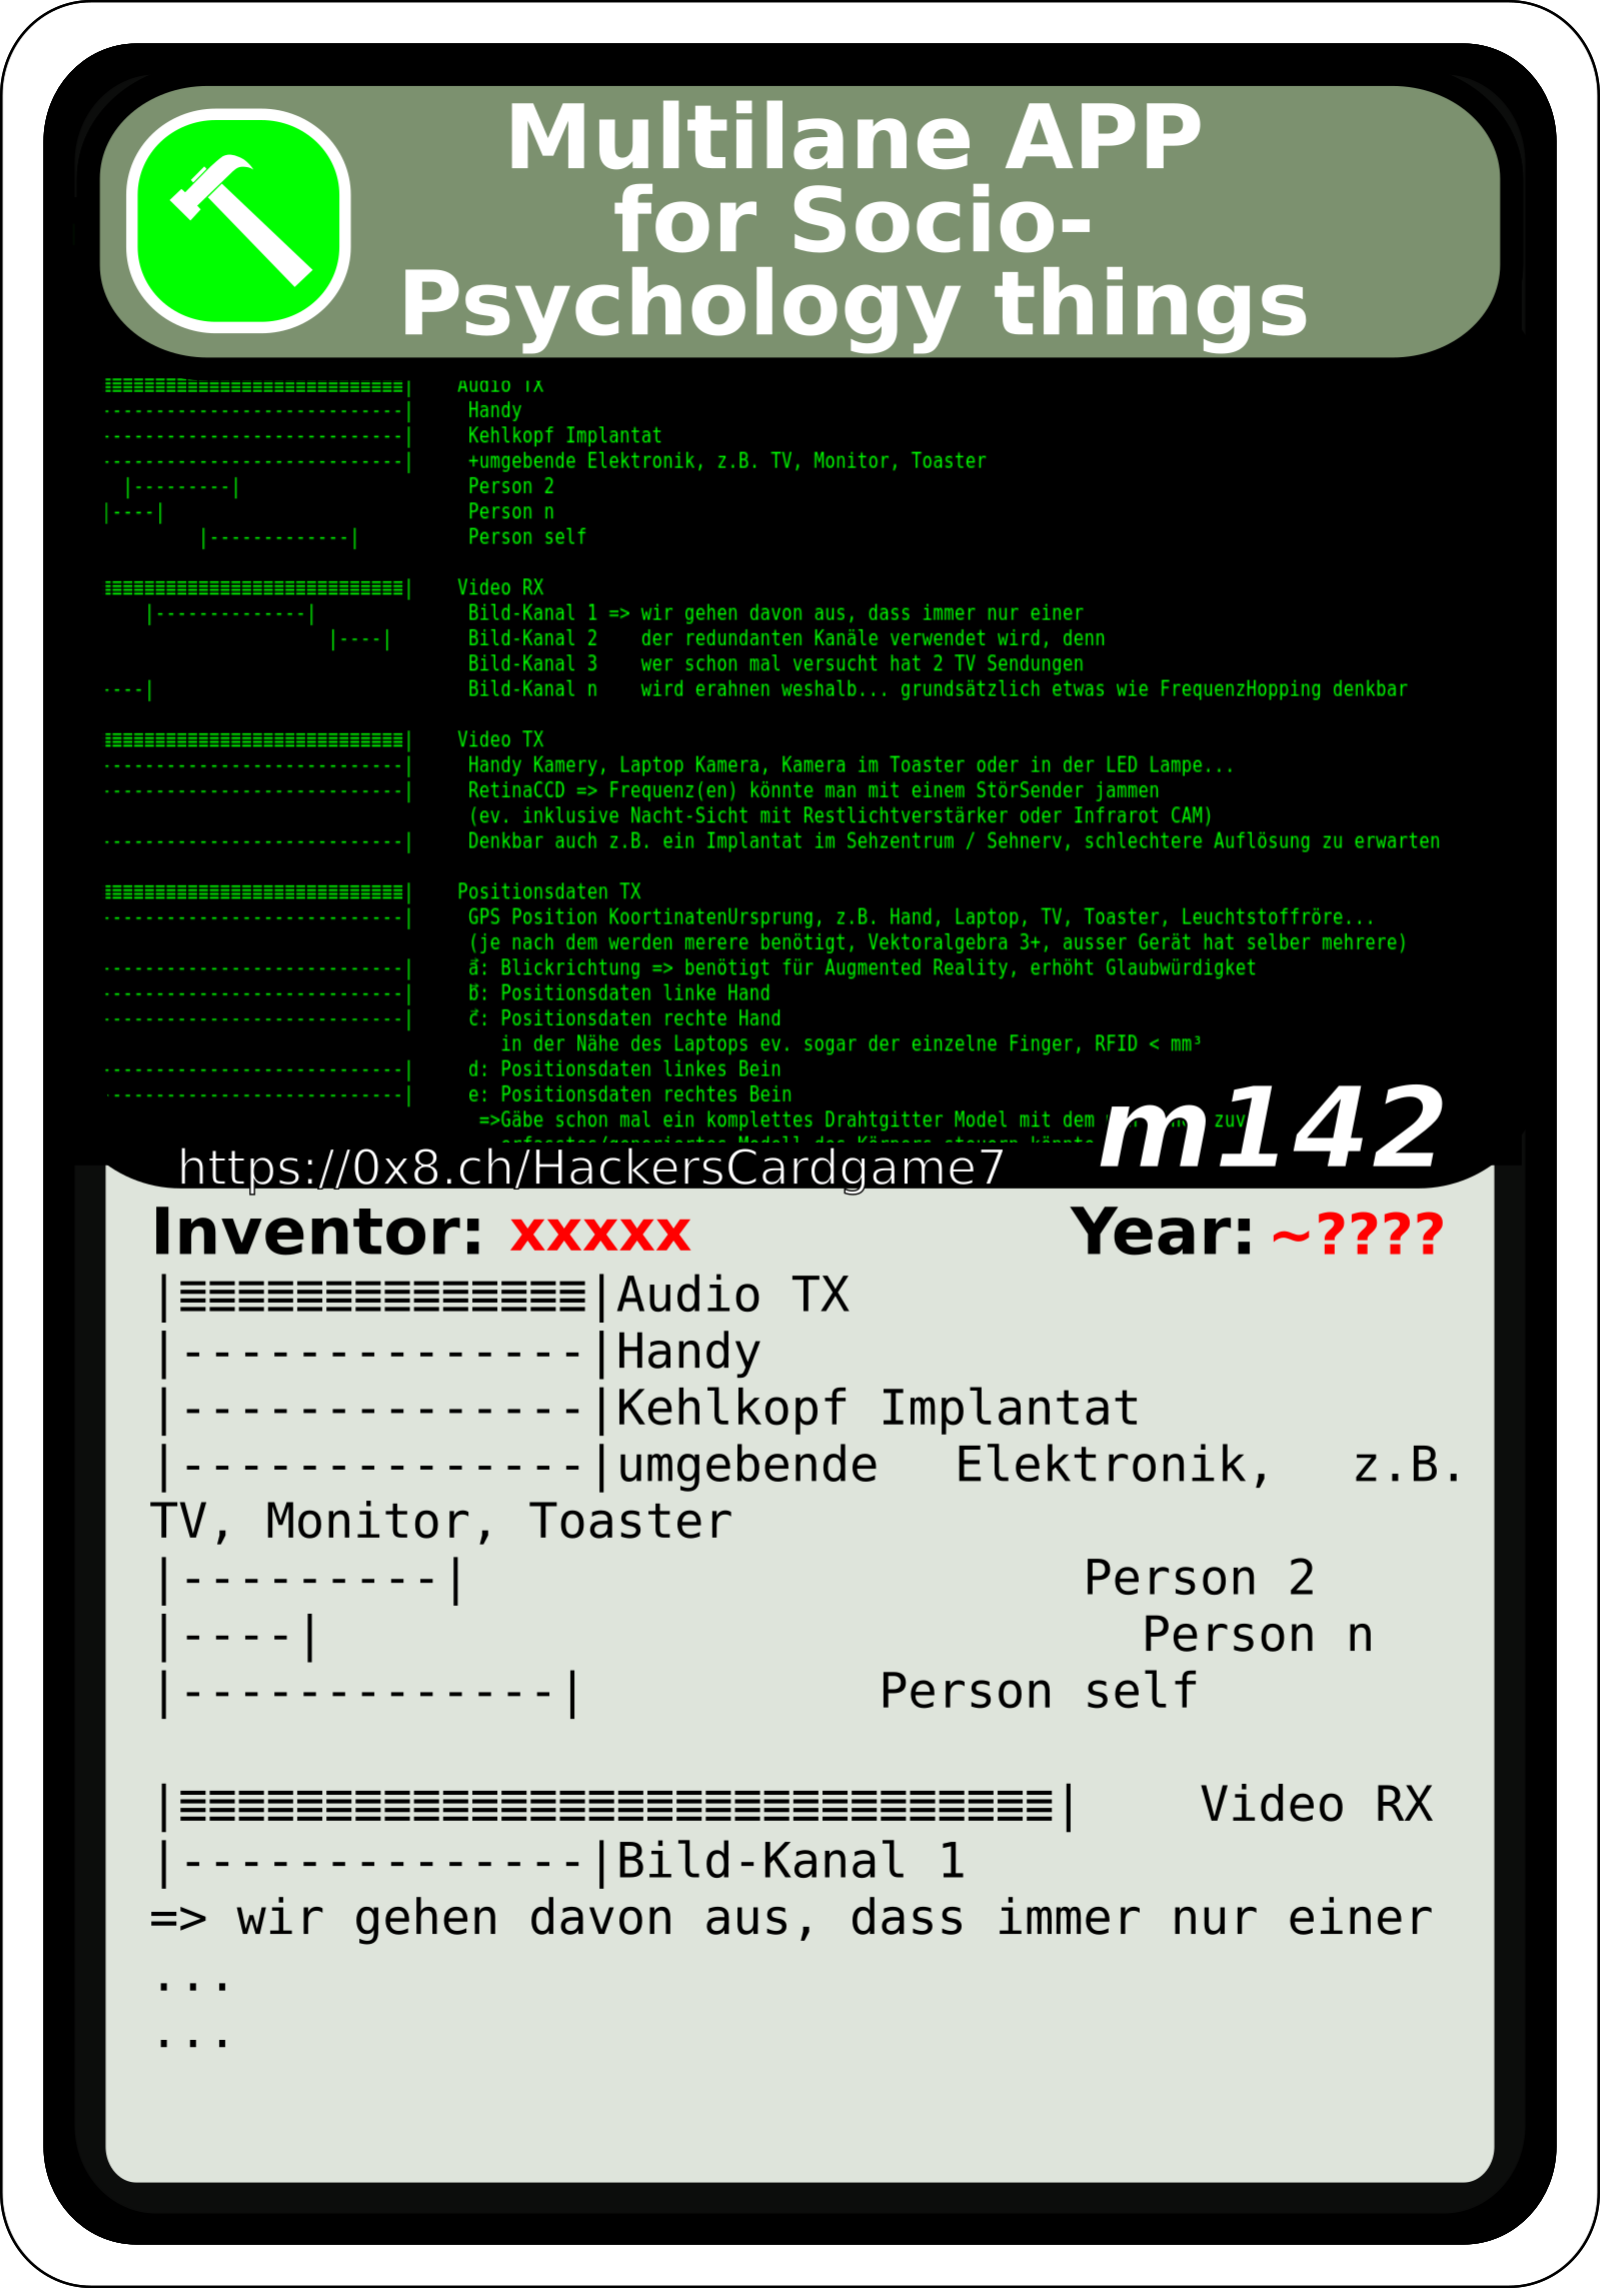 Multilane APP
for Socio-
Psychology things
≣≣≣≣≣≣≣≣≣≣≣≣≣≣≣≣≣≣≣≣≣≣≣≣≣≣≣≣| Audio TX
----------------------------| Handy
----------------------------| Kehlkopf Implantat
----------------------------| +umgebende Elektronik, z.B. TV, Monitor, Toaster
|---------| Person 2
|----| Person n
|-------------| Person self
≣≣≣≣≣≣≣≣≣≣≣≣≣≣≣≣≣≣≣≣≣≣≣≣≣≣≣≣| Video RX
|-------------| Bild-Kanal 1 => wir gehen davon aus, dass immer nur einer
|----| Bild-Kanal 2 der redundanten Kanäle verwendet wird, denn
Bild-Kanal 3 wer schon mal versucht hat 2 TV Sendungen
----| Bild-Kanal n wird erahnen weshalb... grundsätzlich etwas wie FrequenzHopping denkbar
≣≣≣≣≣≣≣≣≣≣≣≣≣≣≣≣≣≣≣≣≣≣≣≣≣≣≣≣| Video TX
----------------------------| Handy Kamery, Laptop Kamera, Kamera im Toaster oder in der LED Lampe...
----------------------------| RetinaCCD => Frequenz(en) könnte man mit einem StörSender jammen
(ev. inklusive Nacht-Sicht mit Restlichtverstärker oder Infrarot CAM)
----------------------------| Denkbar auch z.B. ein Implantat im Sehzentrum / Sehnerv, schlechtere Auflösung zu erwarten
≣≣≣≣≣≣≣≣≣≣≣≣≣≣≣≣≣≣≣≣≣≣≣≣≣≣≣≣| Positionsdaten TX
----------------------------| GPS Position KoortinatenUrsprung, z.B. Hand, Laptop, TV, Toaster, Leuchtstoffröre...
(je nach dem werden merere benötigt, Vektoralgebra 3+, ausser Gerät hat selber mehrere)
----------------------------| a⃗: Blickrichtung => benötigt für Augmented Reality, erhöht Glaubwürdigket
----------------------------| b⃗: Positionsdaten linke Hand
----------------------------| c⃗: Positionsdaten rechte Hand
in der Nähe des Laptops ev. sogar der einzelne Finger, RFID < mm³
----------------------------| d: Positionsdaten linkes Bein
----------------------------| e: Positionsdaten rechtes Bein
=>Gäbe schon mal ein komplettes Drahtgitter Model mit dem zuv
erfasstes/generiertes Modell des Körpers steuern könnte
m142
https://0x8.ch/HackersCardgame7
Inventor: xxxxx Year: ~????
|≣≣≣≣≣≣≣≣≣≣≣≣≣≣|Audio TX
|--------------|Handy
|--------------|Kehlkopf Implantat
|--------------|umgebende Elektronik, z.B.
TV, Monitor, Toaster
|---------| Person 2
|----| Person n
|-------------| Person self
|≣≣≣≣≣≣≣≣≣≣≣≣≣≣≣≣≣≣≣≣≣≣≣≣≣≣≣≣≣≣| Video RX
|--------------|Bild-Kanal 1
=> wir gehen davon aus, dass immer nur einer
...
...